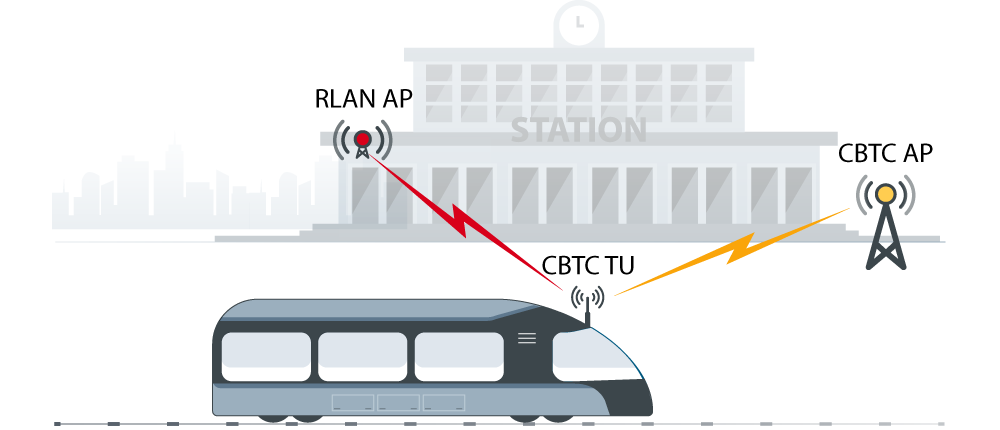 RLAN AP
STATION
CBTC AP
CBTC TU